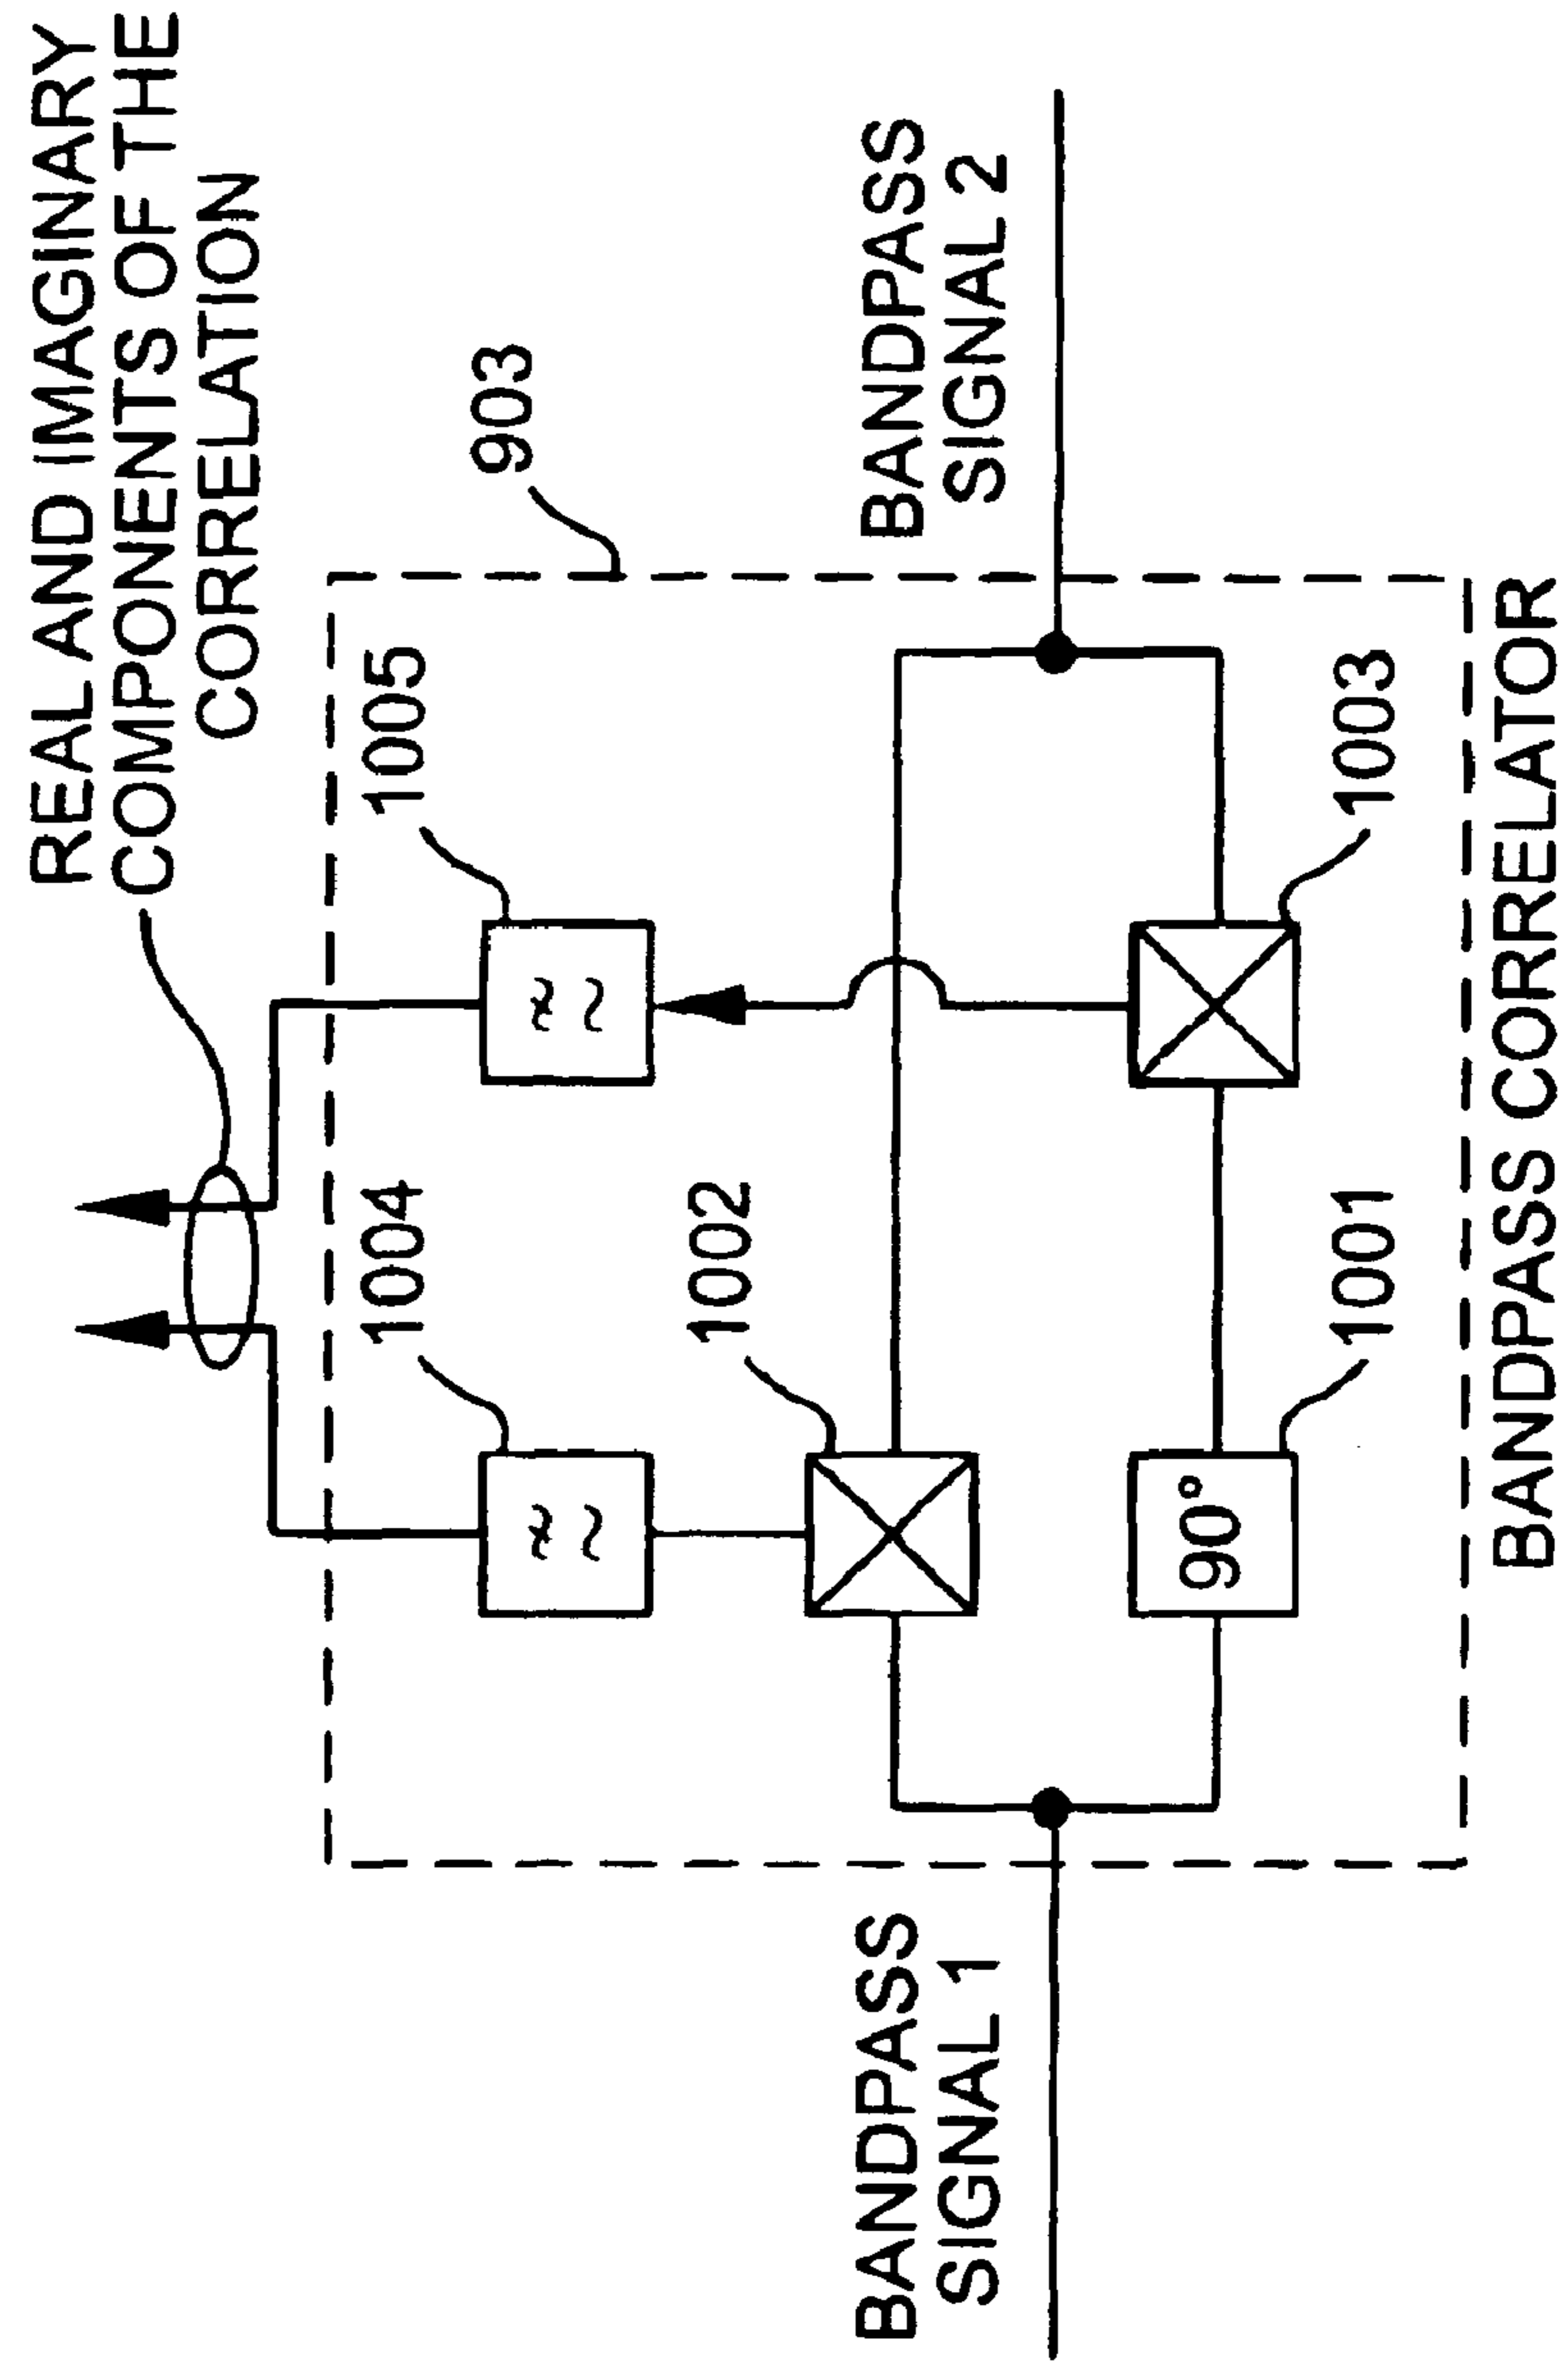 REAL AND IMAGINARY
COMPONENTS OF THE
CORRELATION
903
1004
1005
1002
BANDPASS
SIGNAL 1
BANDPASS
SIGNAL 2
90°
1001
1003
BANDPASS CORRELATOR